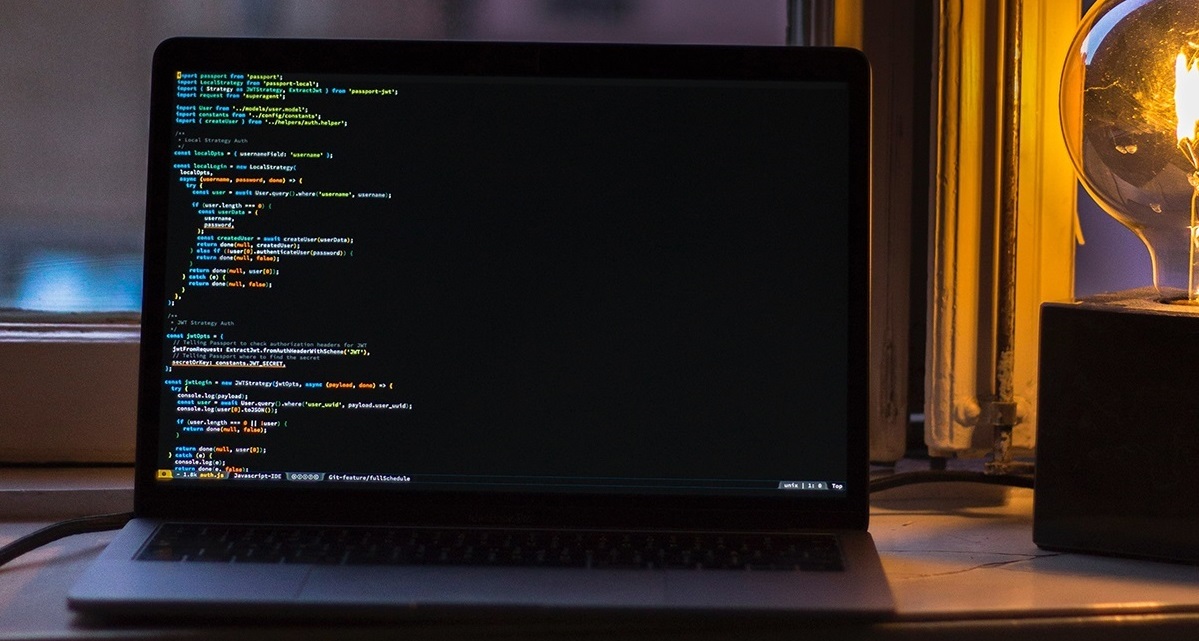 import passport from 'passport';
import LocalStrategy from 'passport-local';
import { Strategy as JWTStrategy, ExtractJwt } from 'passport-jwt';
import request from 'superagent';
import User from '../models/user.model';
import constants from '../config/constants';
import { createUser } from '../helpers/auth.helper';
/**
* Local Strategy Auth
*/
const localOpts = { usernameField: 'username' };
const localLogin = new LocalStrategy(
localOpts,
async (username, password, done) => {
try {
const user = await User.query().where('username', username);
if (user.length === 0) {
const userData = {
username,
password,
};
const createdUser = await createUser(userData);
return done(null, createdUser);
} else if (!user[0].authenticateUser(password)) {
return done(null, false);
}
return done(null, user[0]);
} catch (e) {
return done(null, false);
}
},
);
/**
* JWT Strategy Auth
*/
const jwtOpts = {
// Telling Passport to check authorization headers for JWT
jwtFromRequest: ExtractJwt.fromAuthHeaderWithScheme('JWT'),
// Telling Passport where to find the secret
secretOrKey: constants.JWT_SECRET,
};
const jwtLogin = new JWTStrategy(jwtOpts, async (payload, done) => {
try {
console.log(payload);
const user = await User.query().where('user_uuid', payload.user_uuid);
console.log(user[0].toJSON());
if (user.length === 0 || !user) {
return done(null, false);
}
return done(null, user[0]);
} catch (e) {
console.log(e);
return done(e, false);
- 1.8k auth.js Javascript-IDE Git-feature/fullSchedule unix | 1: 0 Top